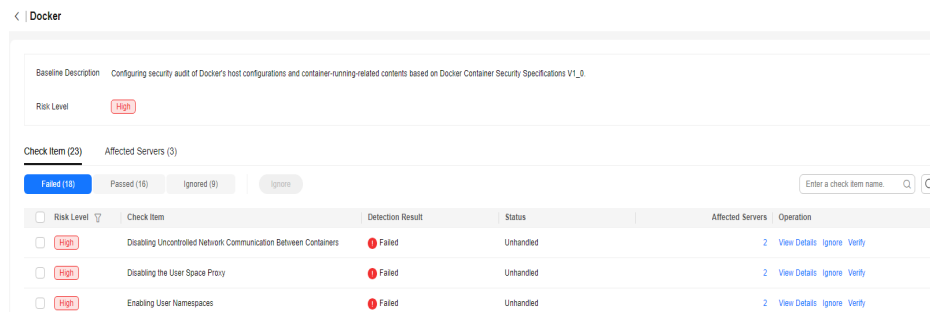 < | Docker
Baseline Description Configuring security audit of Docker's host configurations and container-running-related contents based on Docker Container Security Specifications V1_0.
Risk Level High
Check Item (23) Affected Servers (3)
Failed (18) Passed (16) Ignored (9) Ignore Enter a check item name.
Risk Level Check Item Detection Result Status Affected Servers Operation
High Disabling Uncontrolled Network Communication Between Containers Failed Unhandled 2 View Details Ignore Verify
High Disabling the User Space Proxy Failed Unhandled 2 View Details Ignore Verify
High Enabling User Namespaces Failed Unhandled 2 View Details Ignore Verify